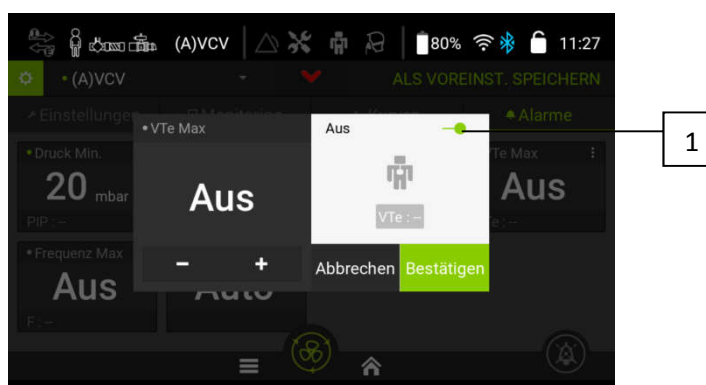 (A)VCV
80%
11:27
(A)VCV
ALS VOREINST. SPEICHERN
Einstellungen
Alarme
VTe Max
Aus
Druck Min.
20 mbar
PIP : --
Aus
VTe : --
Te Max
Aus
e : --
Abbrechen
Bestätigen
Frequenz Max
Aus
F : --
Auto
1